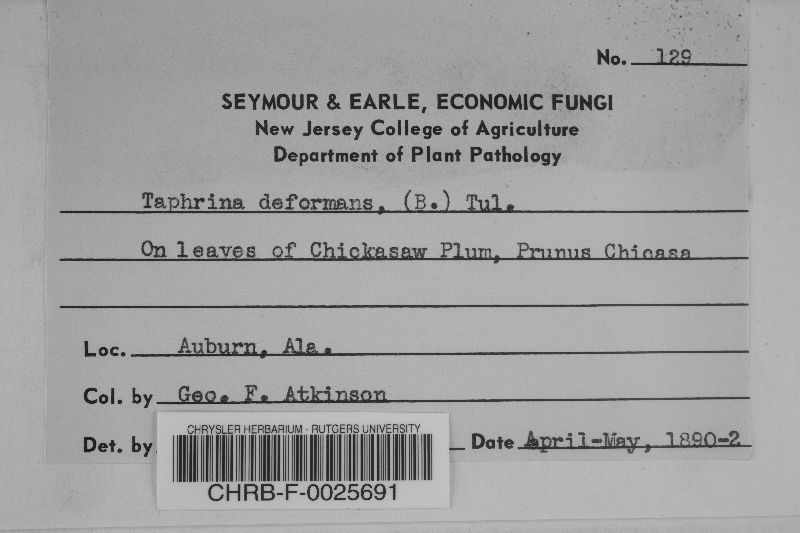 No. 129
SEYMOUR & EARLE, ECONOMIC FUNGI
New Jersey College of Agriculture
Department of Plant Pathology
Taphrina deformans, (B.) Tul.
On leaves of Chickasaw Plum, Prunus Chicasa
Loc. Auburn, Ala.
Col. by Geo. F. Atkinson
Det. by
Date April-May, 1890-2
CHRYSLER HERBARIUM - RUTGERS UNIVERSITY
CHRB-F-0025691